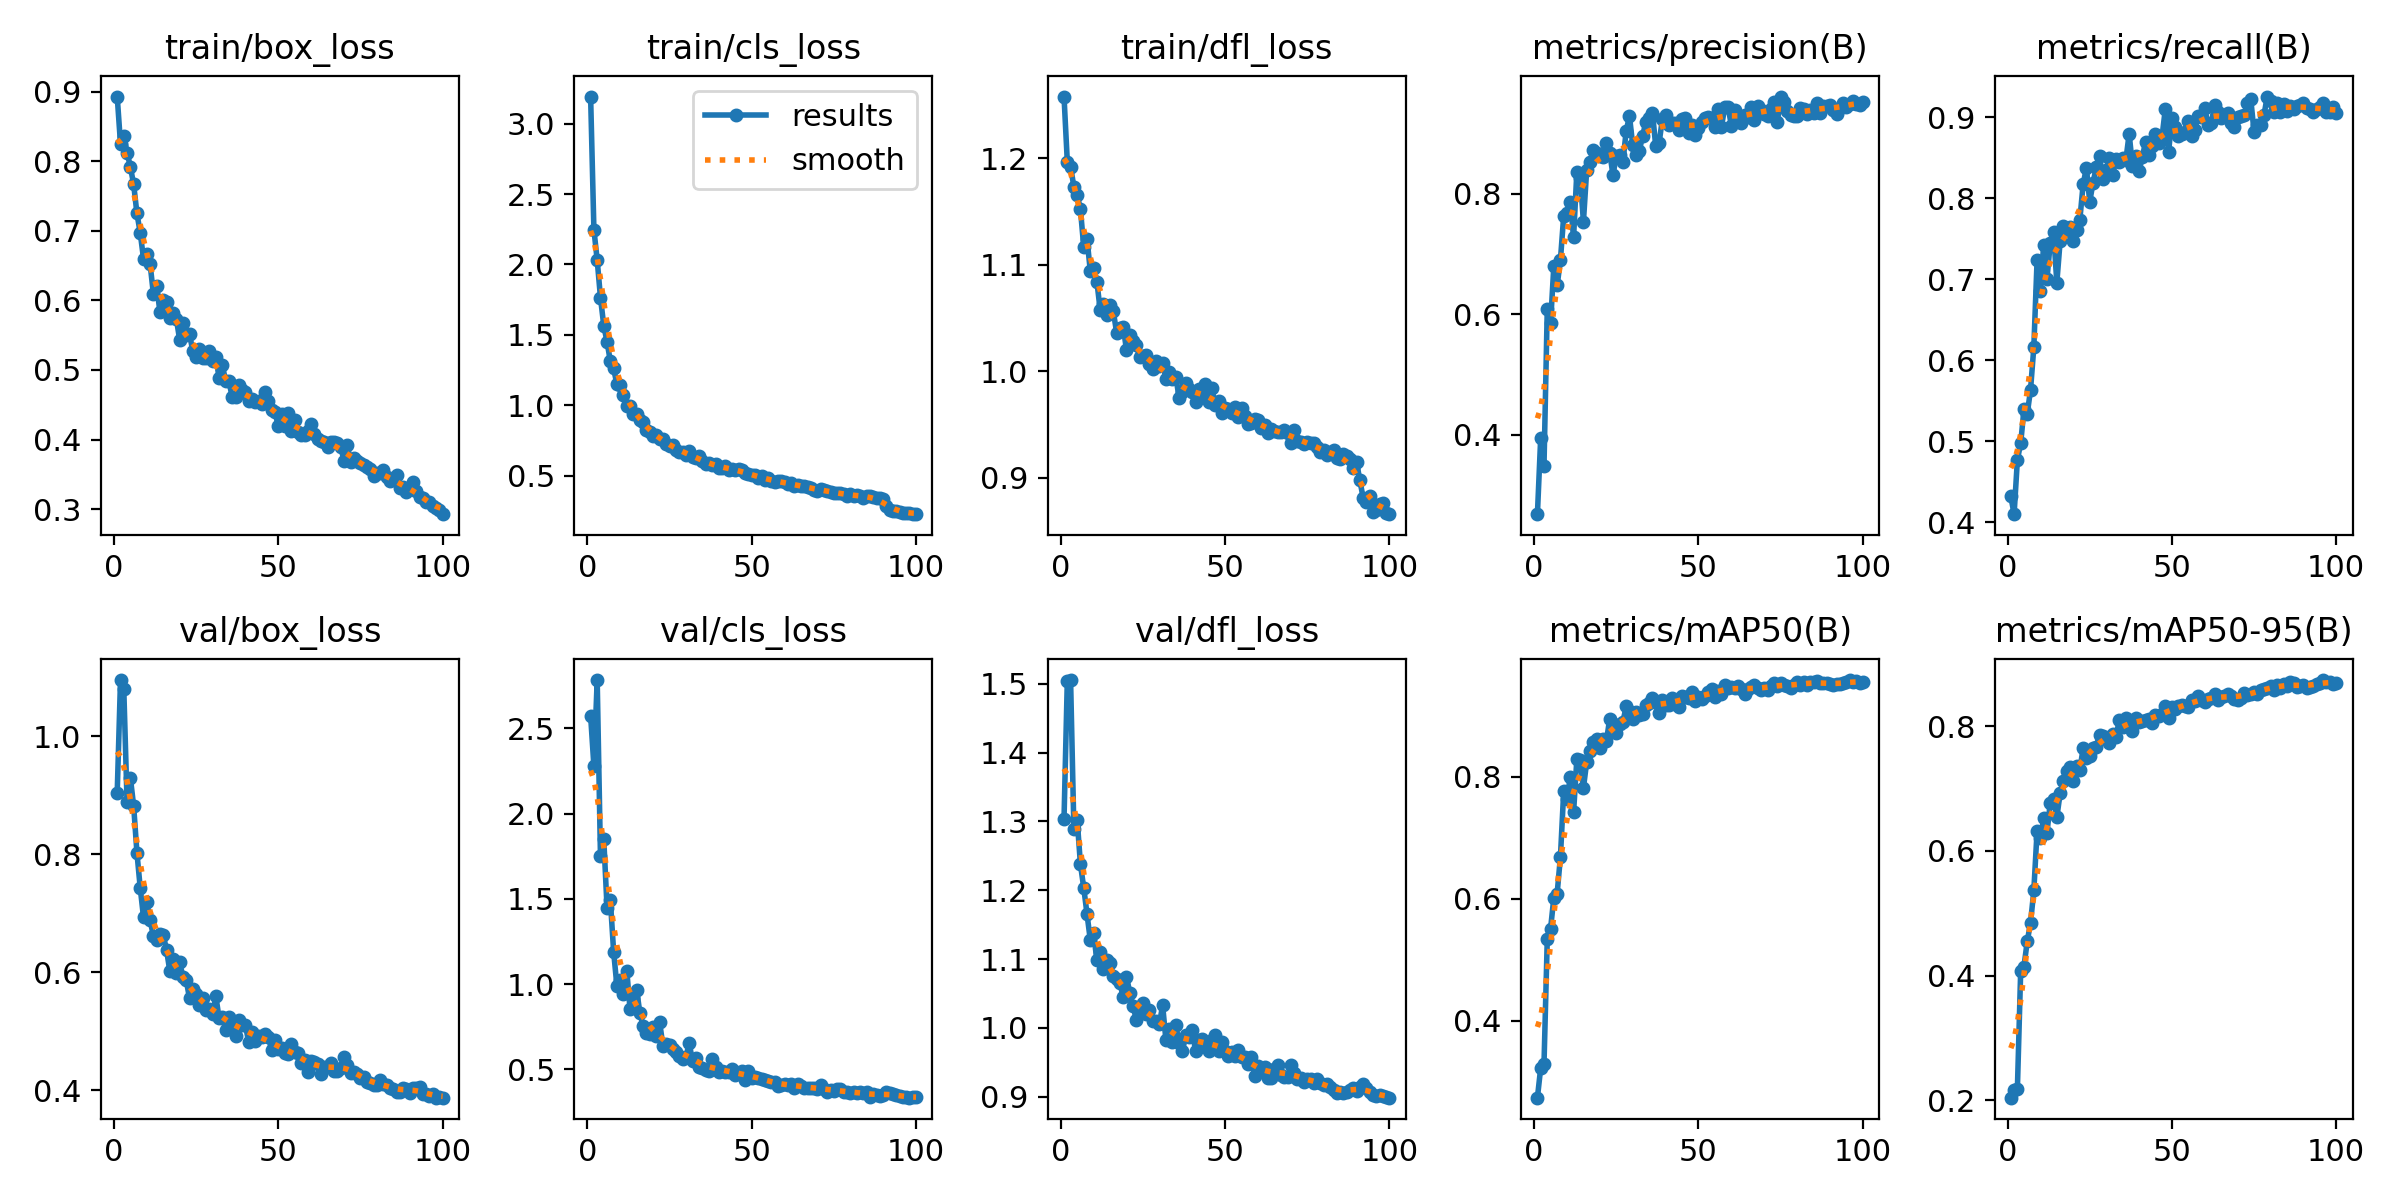 train/box_loss
0.9
0.8
0.7
0.6
0.5
0.4
0.3
0 50 100
train/cls_loss
results
smooth
3.0
2.5
2.0
1.5
1.0
0.5
0 50 100
train/dfl_loss
1.2
1.1
1.0
0.9
0 50 100
metrics/precision(B)
0.8
0.6
0.4
0 50 100
metrics/recall(B)
0.9
0.8
0.7
0.6
0.5
0.4
0 50 100
val/box_loss
1.0
0.8
0.6
0.4
0 50 100
val/cls_loss
2.5
2.0
1.5
1.0
0.5
0 50 100
val/dfl_loss
1.5
1.4
1.3
1.2
1.1
1.0
0.9
0 50 100
metrics/mAP50(B)
0.8
0.6
0.4
0 50 100
metrics/mAP50-95(B)
0.8
0.6
0.4
0.2
0 50 100